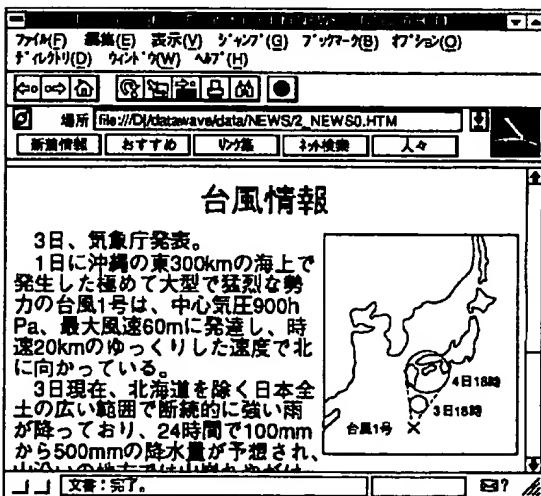 ファイル(F) 編集(E) 表示(V) ジャンプ(G) ブックマーク(B) オプション(O)
ディレクトリ(D) ウィンドウ(W) ヘルプ(H)
場所 file:///D|/datawave/data/NEWS/2_NEWS0.HTM
新着情報 おすすめ リンク集 ネット検索 人々
台風情報
3日、気象庁発表。
1日に沖縄の東300kmの海上で
発生した極めて大型で猛烈な勢
力の台風1号は、中心気圧900h
Pa、最大風速60mに発達し、時
速20kmのゆっくりした速度で北
に向かっている。
3日現在、北海道を除く日本全
土の広い範囲で断続的に強い雨
が降っており、24時間で100mm
から500mmの降水量が予想され、
4日18時
3日18時
台風1号
文書:完了。